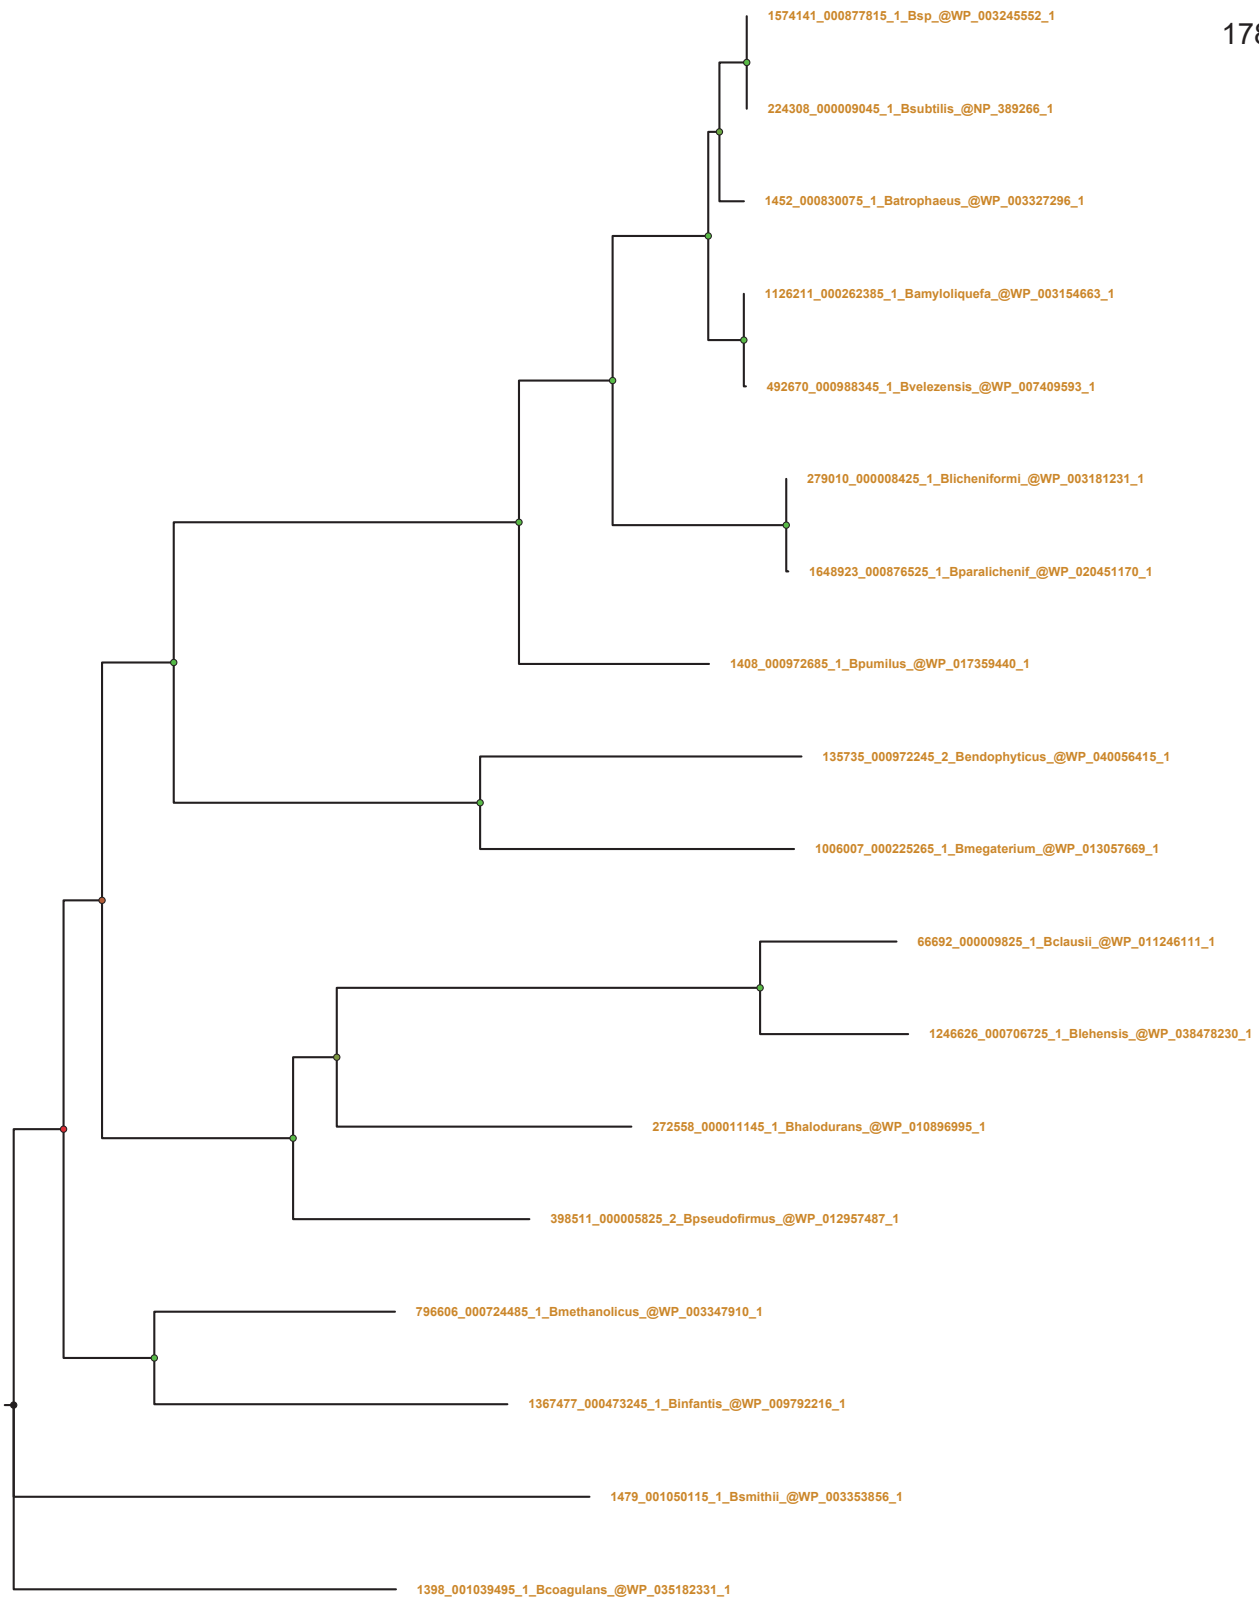 1574141_000877815_1_Bsp_@WP_003245552_1
178
224308_000009045_1_Bsubtilis_@NP_389266_1
1452_000830075_1_Batrophaeus_@WP_003327296_1
1126211_000262385_1_Bamyloliquefa_@WP_003154663_1
492670_000988345_1_Bvelezensis_@WP_007409593_1
279010_000008425_1_Blicheniformi_@WP_003181231_1
1648923_000876525_1_Bparalichenif_@WP_020451170_1
1408_000972685_1_Bpumilus_@WP_017359440_1
135735_000972245_2_Bendophyticus_@WP_040056415_1
1006007_000225265_1_Bmegaterium_@WP_013057669_1
66692_000009825_1_Bclausii_@WP_011246111_1
1246626_000706725_1_Blehensis_@WP_038478230_1
272558_000011145_1_Bhalodurans_@WP_010896995_1
398511_000005825_2_Bpseudofirmus_@WP_012957487_1
796606_000724485_1_Bmethanolicus_@WP_003347910_1
1367477_000473245_1_Binfantis_@WP_009792216_1
1479_001050115_1_Bsmithii_@WP_003353856_1
1398_001039495_1_Bcoagulans_@WP_035182331_1